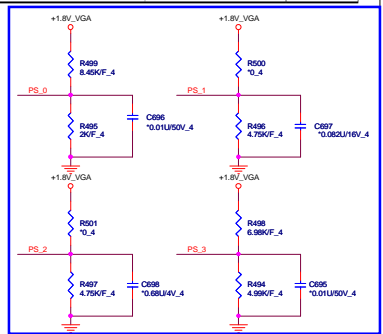 +1.8V_VGA
R499
8.45K/F_4
PS_0
R495
2K/F_4
C696
*0.01U/50V_4
+1.8V_VGA
R500
*0_4
PS_1
R496
4.75K/F_4
C697
*0.082U/16V_4
+1.8V_VGA
R501
*0_4
PS_2
R497
4.75K/F_4
C698
*0.68U/4V_4
+1.8V_VGA
R498
6.98K/F_4
PS_3
R494
4.99K/F_4
C695
*0.01U/50V_4